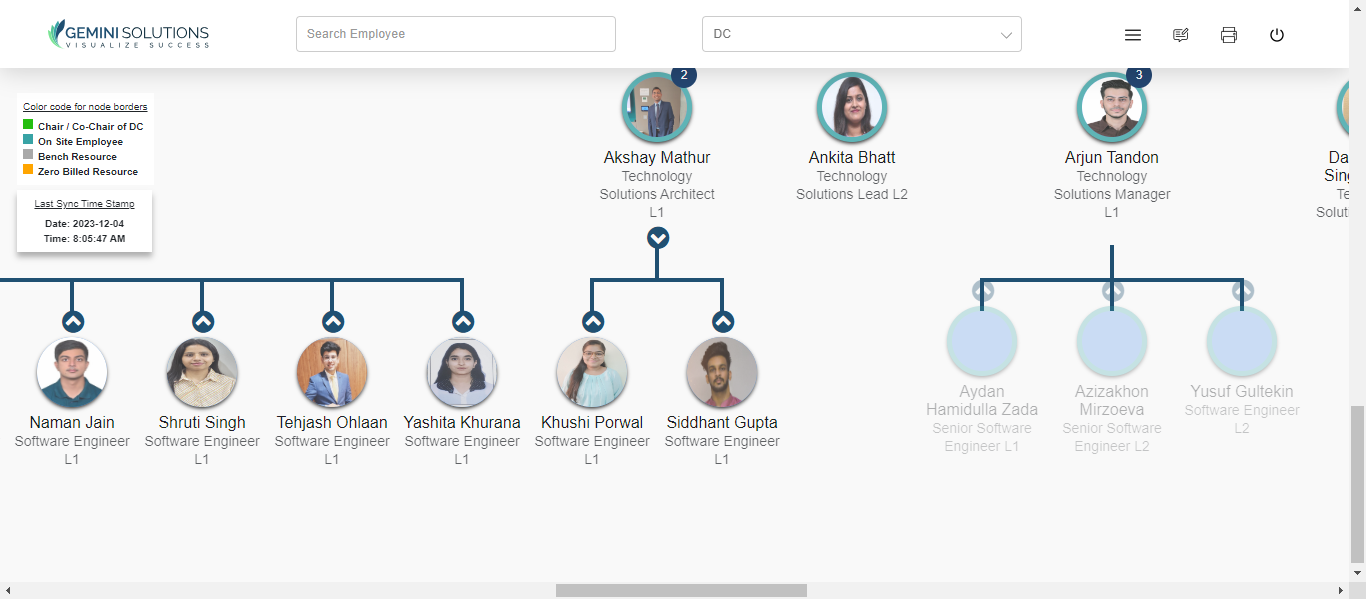 GEMINI SOLUTIONS
VISUALIZE SUCCESS
Search Employee
DC
Color code for node borders
Chair / Co-Chair of DC
On Site Employee
Bench Resource
Zero Billed Resource
Last Sync Time Stamp
Date: 2023-12-04
Time: 8:05:47 AM
2
Akshay Mathur
Technology
Solutions Architect
L1
Ankita Bhatt
Technology
Solutions Lead L2
3
Arjun Tandon
Technology
Solutions Manager
L1
Da
Sing
Te
Solut
Naman Jain
Software Engineer
L1
Shruti Singh
Software Engineer
L1
Tehjash Ohlaan
Software Engineer
L1
Yashita Khurana
Software Engineer
L1
Khushi Porwal
Software Engineer
L1
Siddhant Gupta
Software Engineer
L1
Aydan
Hamidulla Zada
Senior Software
Engineer L1
Azizakhon
Mirzoeva
Senior Software
Engineer L2
Yusuf Gultekin
Software Engineer
L2